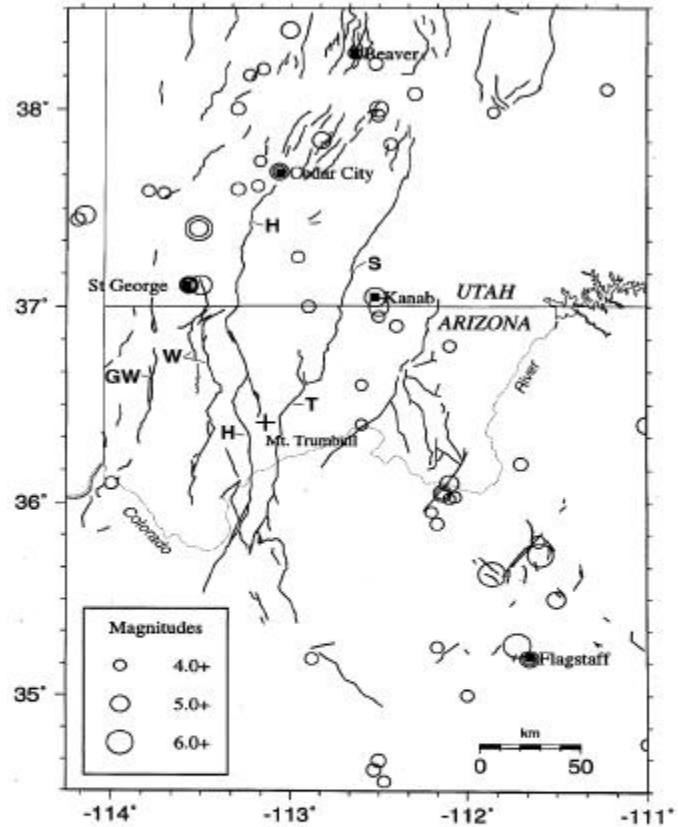 38°
Beaver
Cedar City
H
S
St George
37°
Kanab
UTAH
ARIZONA
W
GW
T
River
H
Mt. Trumbull
36°
Colorado
Magnitudes
4.0+
5.0+
6.0+
35°
Flagstaff
km
0
50
-114°
-113°
-112°
-111°